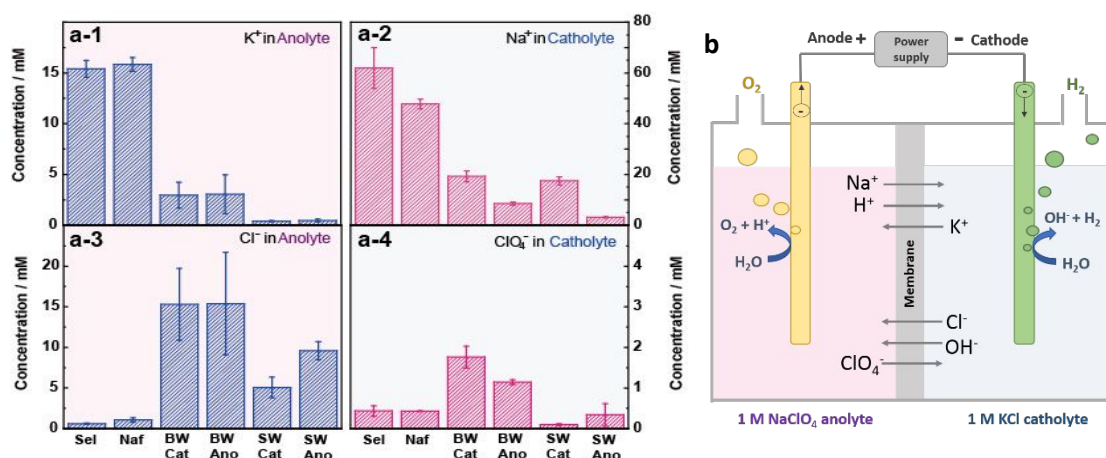 a-1
K⁺ in Anolyte
Concentration / mM
15
10
5
0
a-2
Na⁺ in Catholyte
80
60
40
20
0
Concentration / mM
a-3
Cl⁻ in Anolyte
Concentration / mM
20
15
10
5
0
Sel
Naf
BW
Cat
BW
Ano
SW
Cat
SW
Ano
a-4
ClO₄⁻ in Catholyte
4
3
2
1
0
Concentration / mM
Sel
Naf
BW
Cat
BW
Ano
SW
Cat
SW
Ano
b
Anode +
Power
supply
- Cathode
O₂
H₂
-
-
Na⁺
H⁺
K⁺
O₂ + H⁺
H₂O
OH⁻ + H₂
H₂O
Membrane
Cl⁻
OH⁻
ClO₄⁻
1 M NaClO₄ anolyte
1 M KCl catholyte